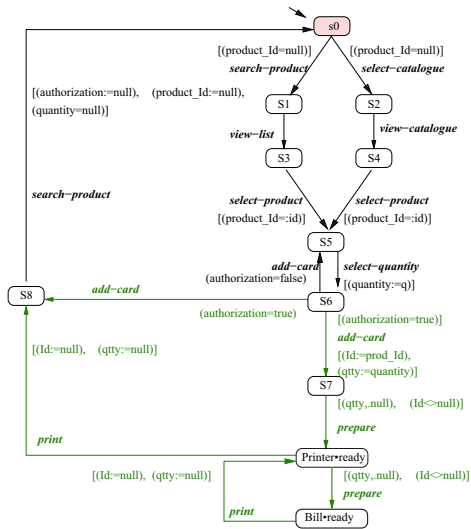 s0
[(product_Id=null)] [(product_Id=null)]
search−product select−catalogue
[(authorization:=null), (product_Id:=null),
(quantity=null)]
S1 S2
view−list view−catalogue
S3 S4
search−product
select−product select−product
[(product_Id=:id)] [(product_Id=:id)]
S5
add−card select−quantity
(authorization=false) [(quantity:=q)]
S8 add−card S6
(authorization=true) [(authorization=true)]
add−card
[(Id:=prod_Id),
(qtty:=quantity)]
[(Id:=null), (qtty:=null)]
S7
[(qtty,.null), (Id<>null)]
prepare
print
Printer•ready
[(Id:=null), (qtty:=null)] [(qtty,.null), (Id<>null)]
prepare
print
Bill•ready